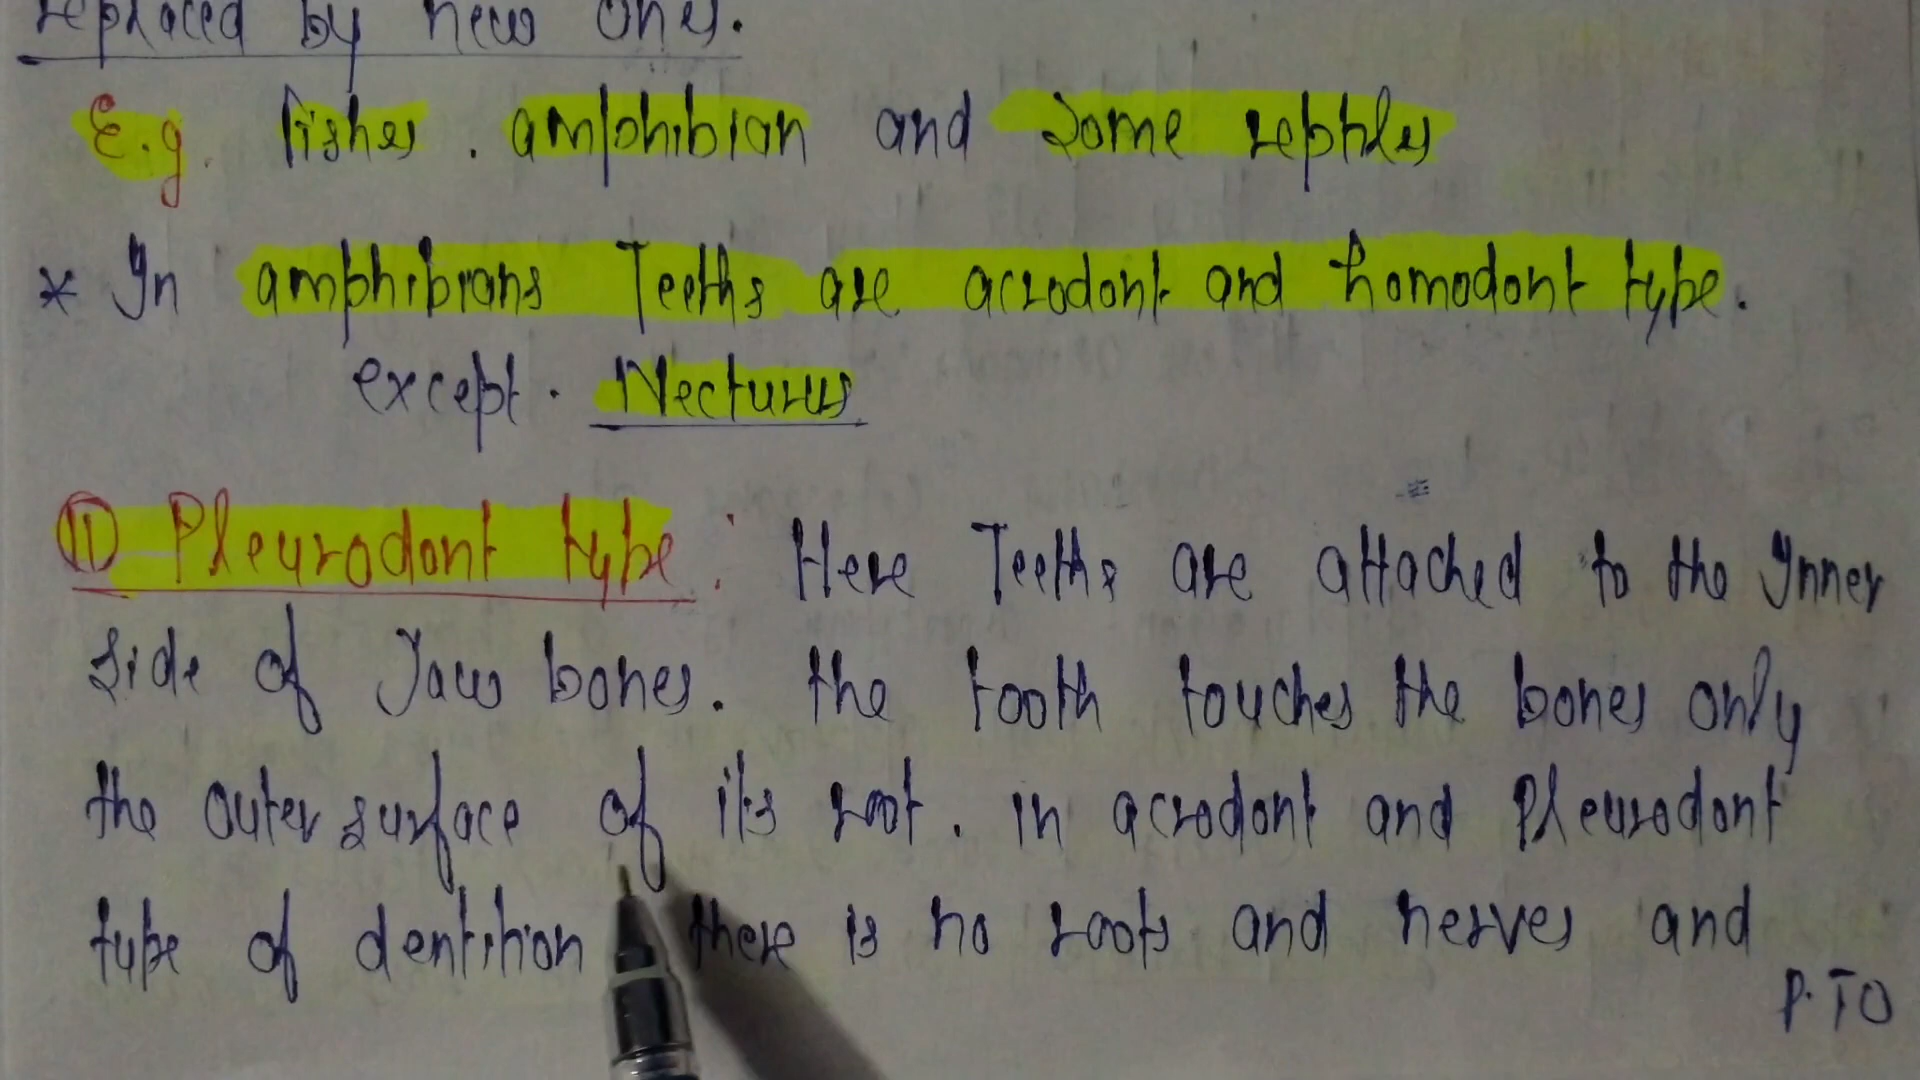 replaced by new ones.
E.g. fishes. amphibian and some reptiles
* In amphibians Teeths are acrodont and homodont type.
except. Necturus
(II) Pleurodont type: Here Teeths are attached to the Inner
side of Jaw bones. the tooth touches the bones only
the outer surface of its root. in acrodont and Pleurodont
type of dentition there is no roots and nerves and
P.T O